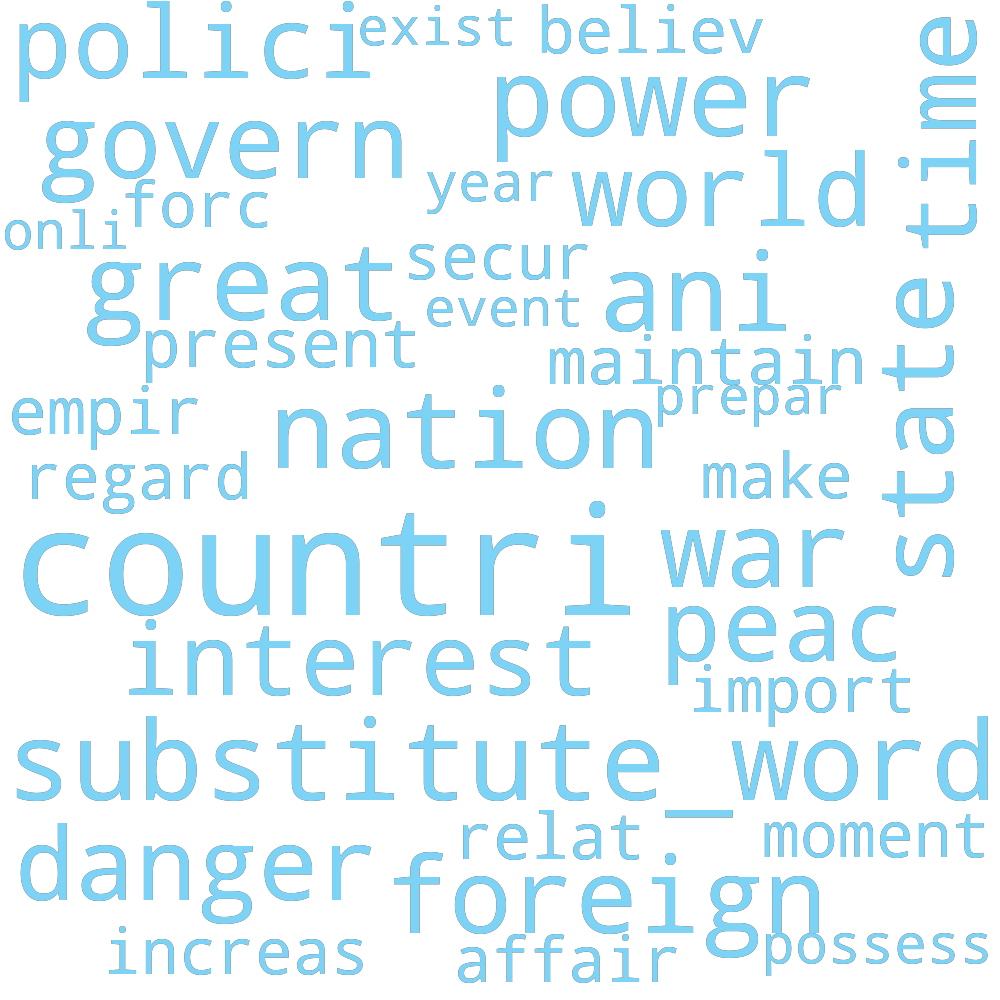 polici
exist
believ
time
power
govern
world
year
forc
onli
secur
great
ani
event
state
present
maintain
prepar
empir
nation
regard
make
countri
war
peac
interest
import
substitute_word
danger
relat
moment
foreign
increas
affair
possess